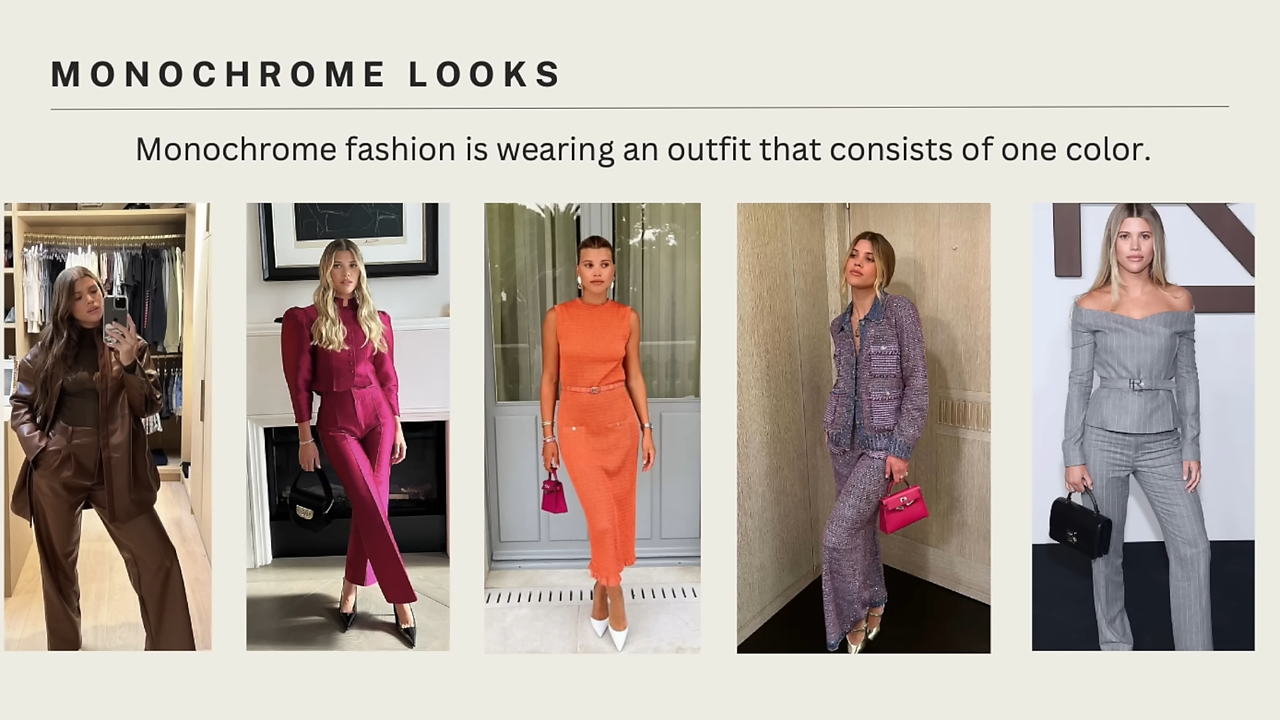 MONOCHROME LOOKS
Monochrome fashion is wearing an outfit that consists of one color.